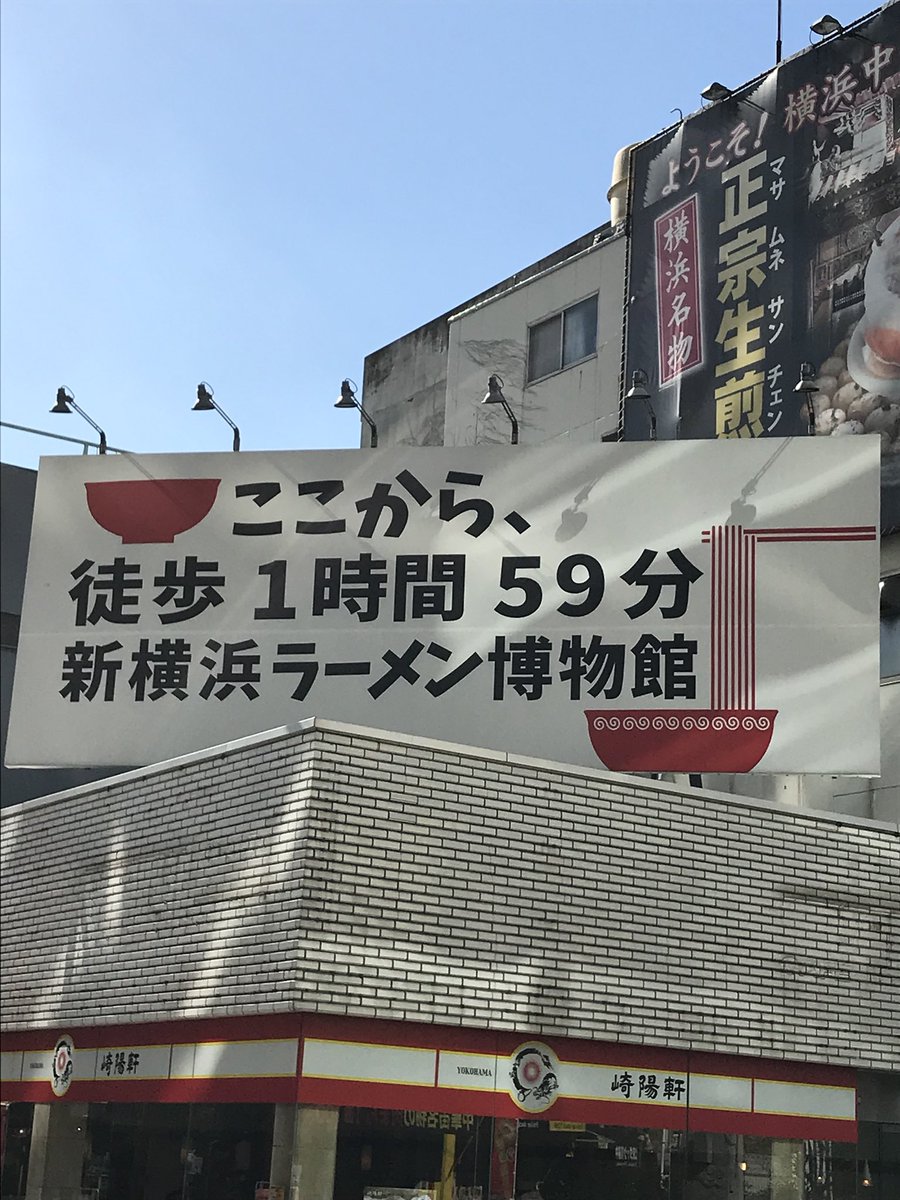 ようこそ!横浜中
横浜名物
正宗生煎
マサムネサンチェン
ここから、
徒歩1時間59分
新横浜ラーメン博物館
崎陽軒
YOKOHAMA
崎陽軒